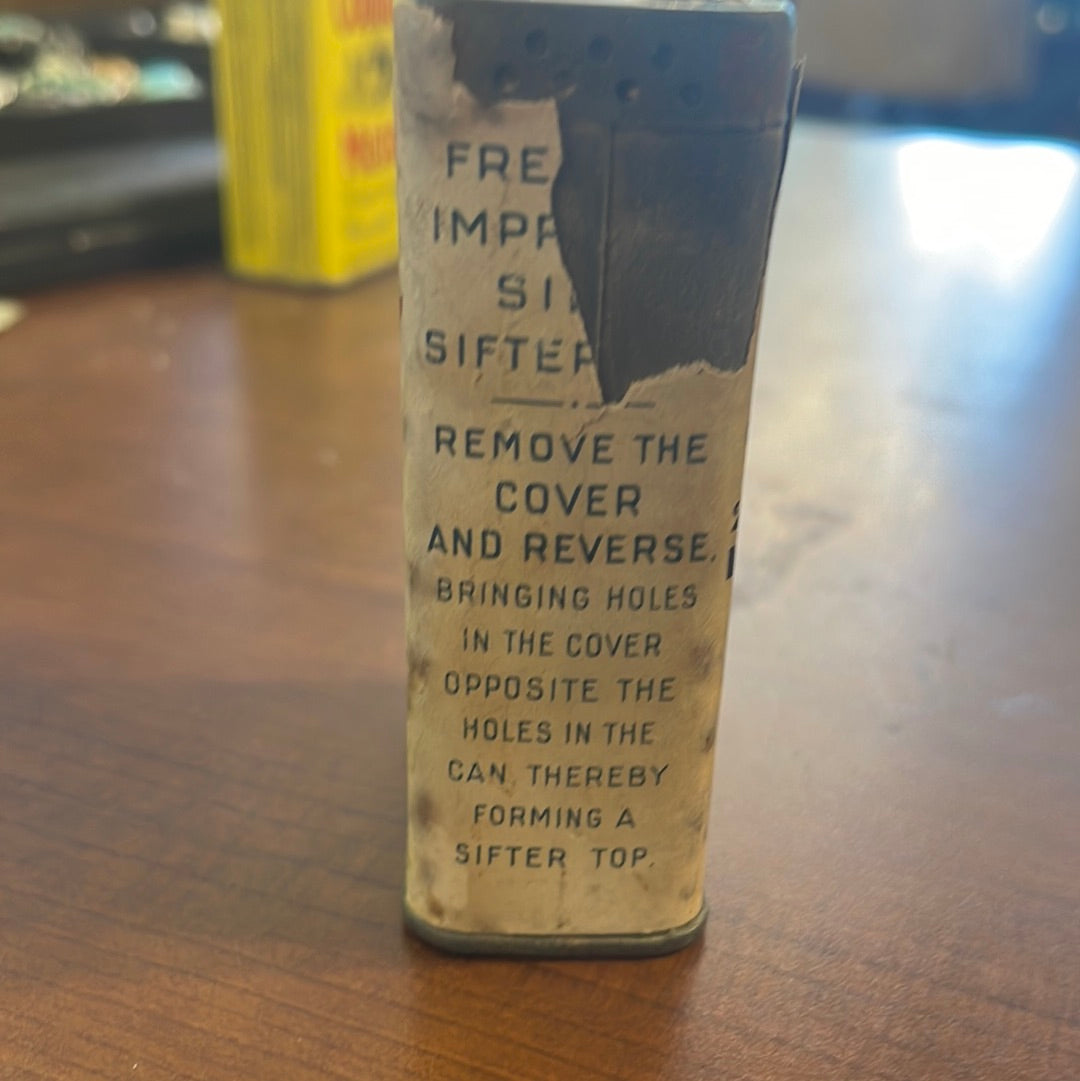 FRE
IMPR
SI
SIFTER
REMOVE THE
COVER
AND REVERSE,
BRINGING HOLES
IN THE COVER
OPPOSITE THE
HOLES IN THE
CAN, THEREBY
FORMING A
SIFTER TOP.